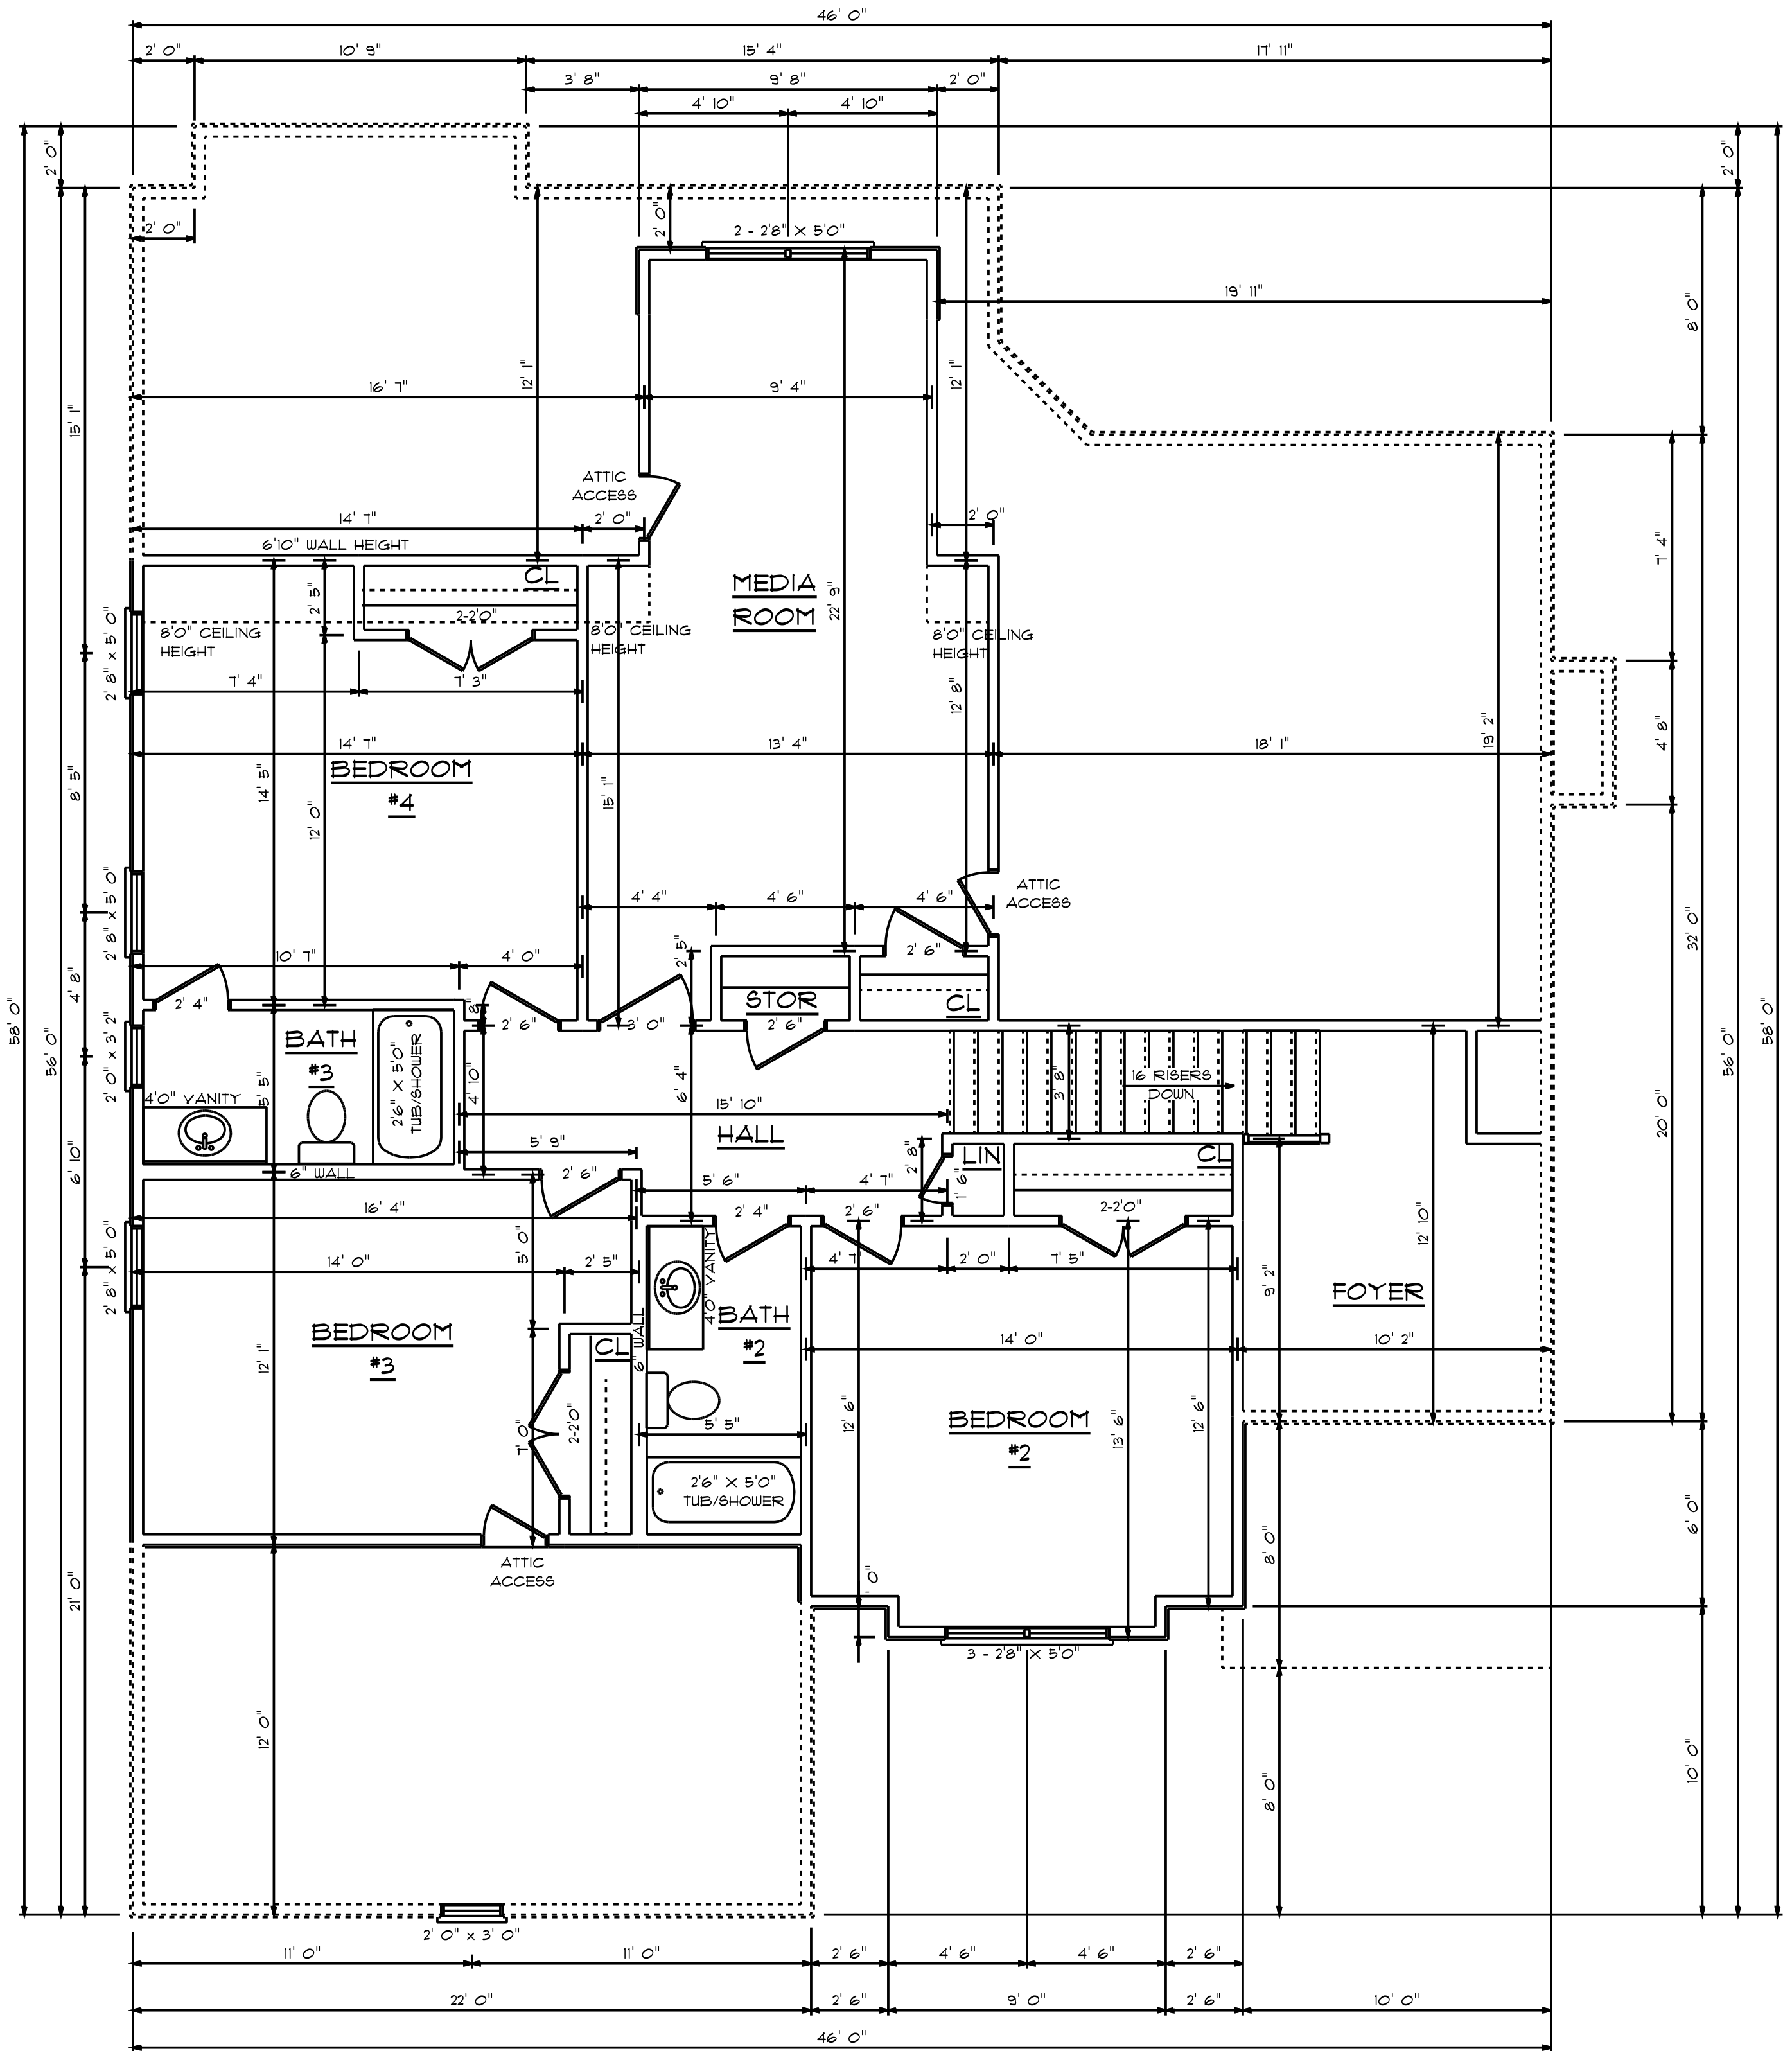 46' 0"
2' 0" 10' 9" 15' 4" 17' 11"
3' 8" 9' 8" 2' 0"
4' 10" 4' 10"
2' 0" 2' 0"
2' 0"
2' 0"
2 - 2'8" X 5'0"
19' 11"
8' 0"
12' 1" 12' 1"
16' 7" 9' 4"
15' 1"
ATTIC
ACCESS
14' 7" 2' 0" 2' 0"
6'10" WALL HEIGHT
7' 4"
CL
MEDIA
ROOM
22' 9"
2' 5"
2-2'0"
8'0" CEILING
HEIGHT
8'0" CEILING
HEIGHT
8'0" CEILING
HEIGHT
2' 8" x 5' 0"
7' 4" 7' 3"
12' 8"
19' 2"
4' 8"
14' 7" 13' 4" 18' 1"
BEDROOM
#4
8' 5"
14' 5"
12' 0"
15' 1"
2' 8" x 5' 0"
ATTIC
ACCESS
4' 4" 4' 6" 4' 6"
32' 0"
10' 7" 4' 0"
2' 5"
2' 6"
4' 8"
2' 4"
STOR
CL
8"
2' 6" 3' 0" 2' 6"
58' 0"
56' 0"
56' 0"
58' 0"
BATH
#3
2' 0" x 3' 2"
2'6" X 5'0"
TUB/SHOWER
4'0" VANITY
5' 5"
4' 10"
6' 4"
3' 8"
16 RISERS
DOWN
20' 0"
15' 10"
HALL
5' 9"
2' 8"
LIN
CL
6' 10"
6" WALL
2' 6"
1' 6"
5' 6" 4' 7"
2-2'0"
16' 4"
2' 4" 2' 6"
12' 10"
5' 0"
2' 8" x 5' 0"
14' 0" 2' 5"
4'0" VANITY
4' 7" 2' 0" 7' 5"
9' 2"
FOYER
BATH
#2
BEDROOM
#3
CL
6" WALL
12' 1"
14' 0" 10' 2"
7' 0"
2-2'0"
5' 5"
12' 6"
BEDROOM
#2
13' 6"
12' 6"
2'6" X 5'0"
TUB/SHOWER
6' 0"
8' 0"
ATTIC
ACCESS
21' 0"
3 - 2'8" X 5'0"
12' 0"
10' 0"
8' 0"
2' 0" x 3' 0"
11' 0" 11' 0" 2' 6" 4' 6" 4' 6" 2' 6"
22' 0" 2' 6" 9' 0" 2' 6" 10' 0"
46' 0"